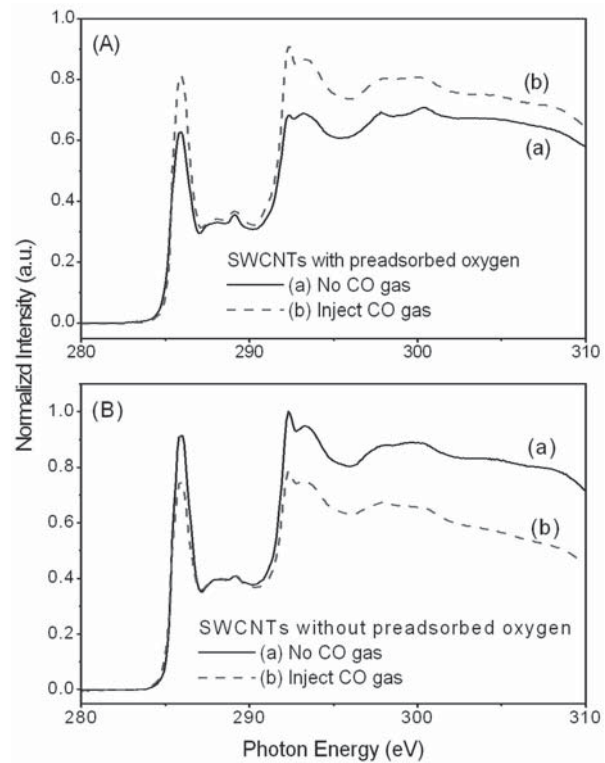 (A)
1.0
0.8
0.6
0.4
0.2
0.0
(b)
(a)
SWCNTs with preadsorbed oxygen
(a) No CO gas
(b) Inject CO gas
280 290 300 310
Normalizd Intensity (a.u.)
(B)
1.0
0.8
0.6
0.4
0.2
0.0
(a)
(b)
SWCNTs without preadsorbed oxygen
(a) No CO gas
(b) Inject CO gas
280 290 300 310
Photon Energy (eV)